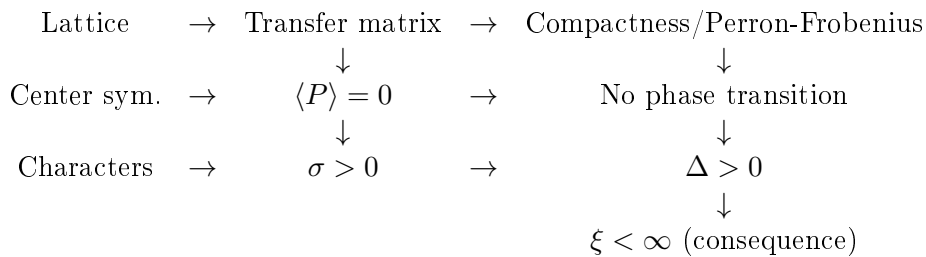 Lattice → Transfer matrix → Compactness/Perron-Frobenius
↓ ↓
Center sym. → ⟨P⟩ = 0 → No phase transition
↓ ↓
Characters → σ > 0 → Δ > 0
↓
ξ < ∞ (consequence)